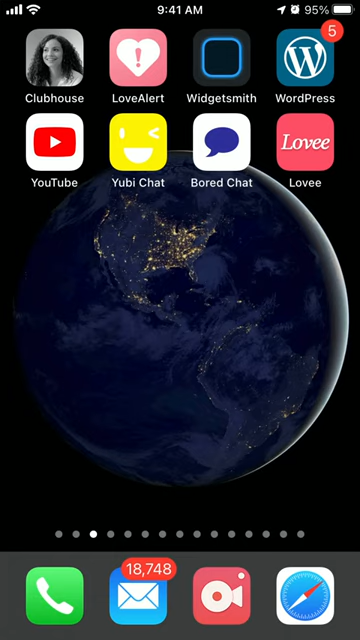 9:41 AM
95%
5
Clubhouse
LoveAlert
Widgetsmith
WordPress
Lovee
YouTube
Yubi Chat
Bored Chat
Lovee
18,748